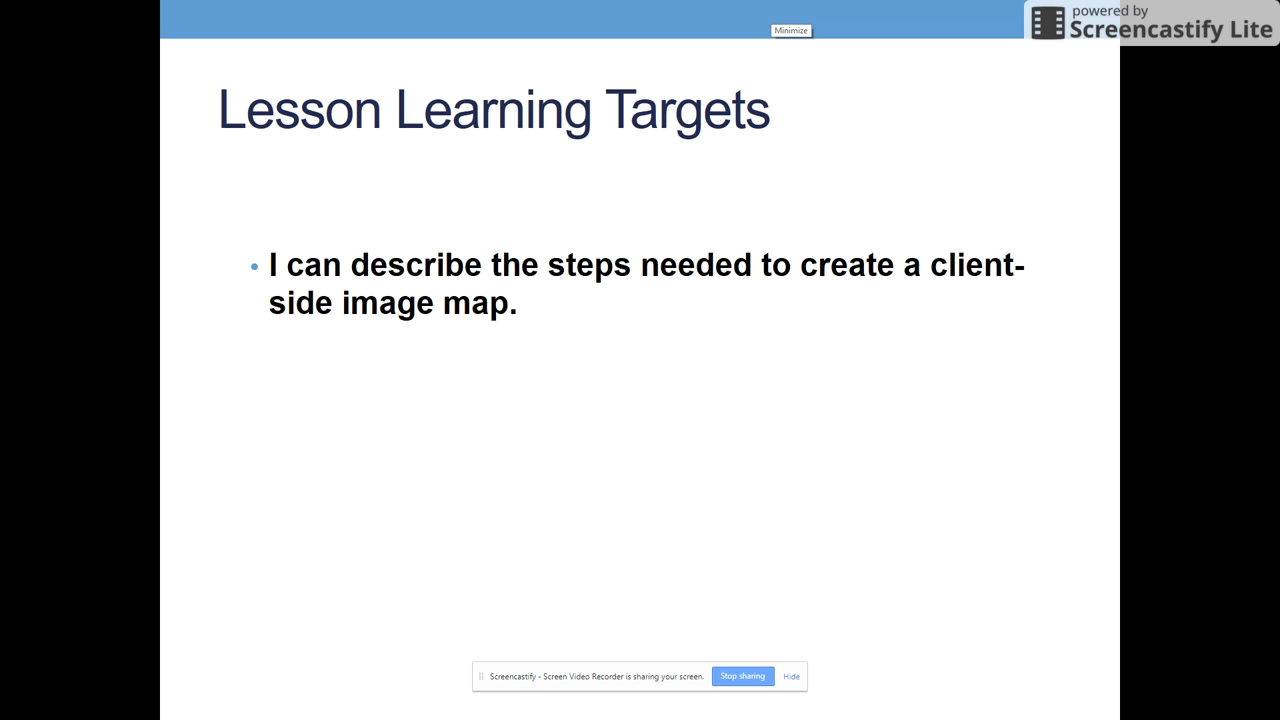 powered by
Screencastify Lite
Minimize
Lesson Learning Targets
• I can describe the steps needed to create a client-
side image map.
Screencastify - Screen Video Recorder is sharing your screen. Stop sharing Hide